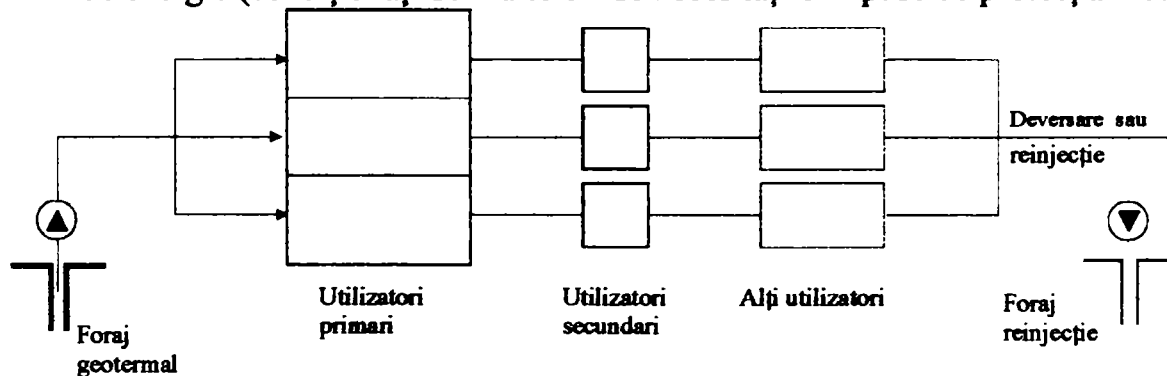 Deversare sau
reinjecție
Utilizatori
primari
Utilizatori
secundari
Alți utilizatori
Foraj
reinjecție
Foraj
geotermal